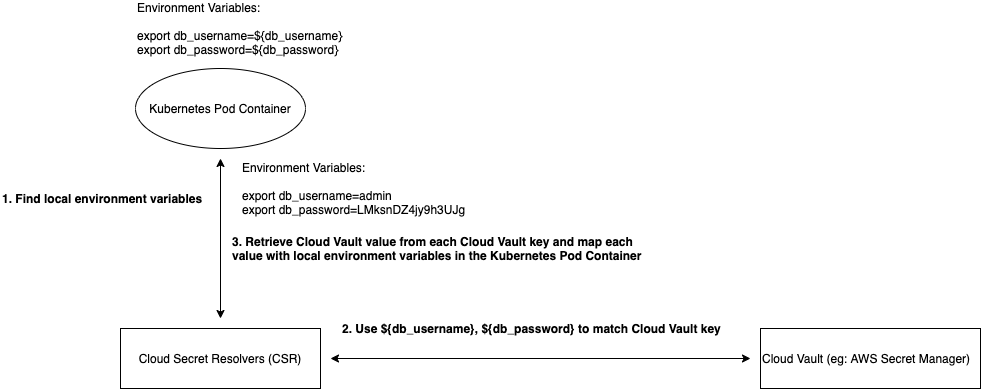 Environment Variables:
export db_username=${db_username}
export db_password=${db_password}
Kubernetes Pod Container
Environment Variables:
1. Find local environment variables
export db_username=admin
export db_password=LMksnDZ4jy9h3UJg
3. Retrieve Cloud Vault value from each Cloud Vault key and map each
value with local environment variables in the Kubernetes Pod Container
2. Use ${db_username}, ${db_password} to match Cloud Vault key
Cloud Secret Resolvers (CSR)
Cloud Vault (eg: AWS Secret Manager)